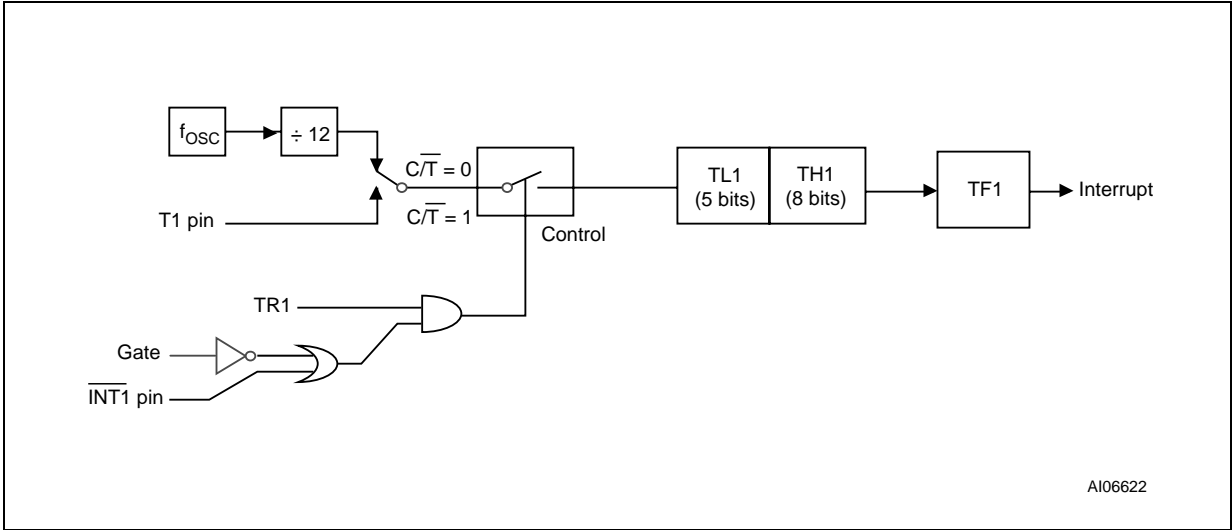 fOSC
÷ 12
C/T̅ = 0
C/T̅ = 1
T1 pin
Control
TL1
(5 bits)
TH1
(8 bits)
TF1
Interrupt
TR1
Gate
I̅N̅T̅1̅ pin
AI06622